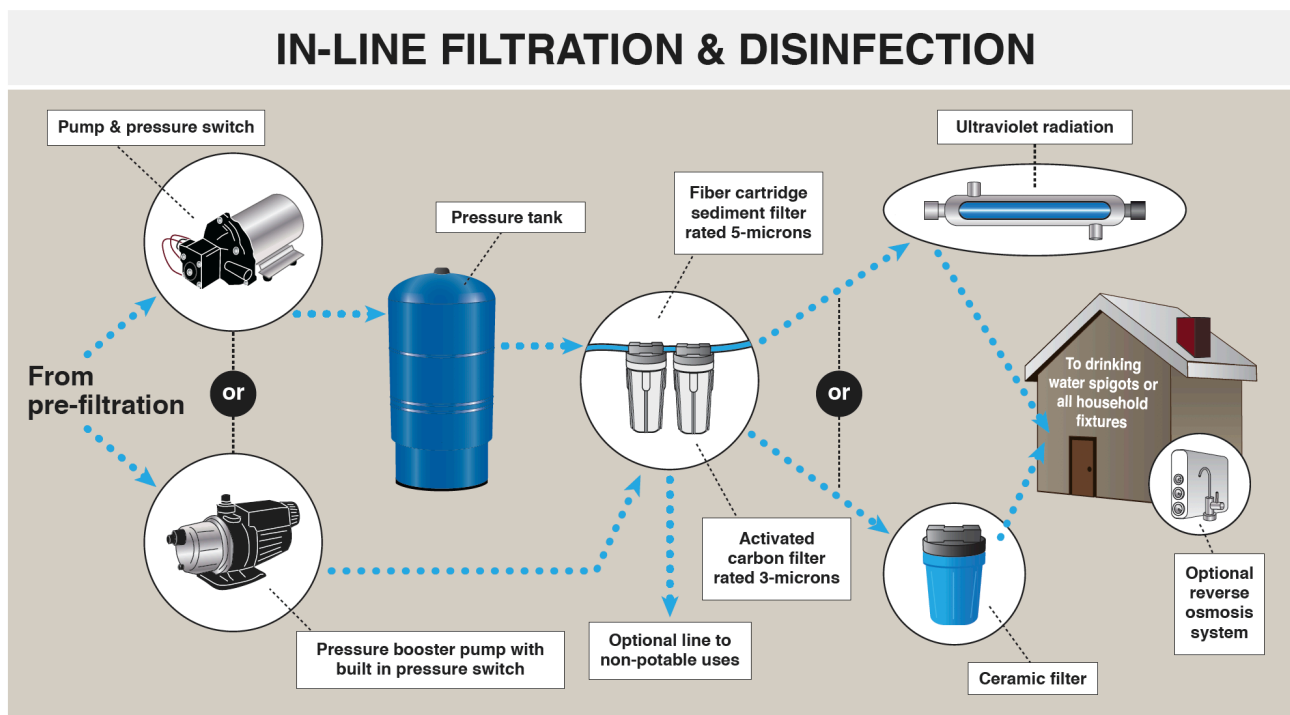 IN-LINE FILTRATION & DISINFECTION
Pump & pressure switch
Ultraviolet radiation
Fiber cartridge
sediment filter
rated 5-microns
Pressure tank
From
pre-filtration
or
or
To drinking
water spigots or
all household
fixtures
Activated
carbon filter
rated 3-microns
Optional
reverse
osmosis
system
Pressure booster pump with
built in pressure switch
Optional line to
non-potable uses
Ceramic filter